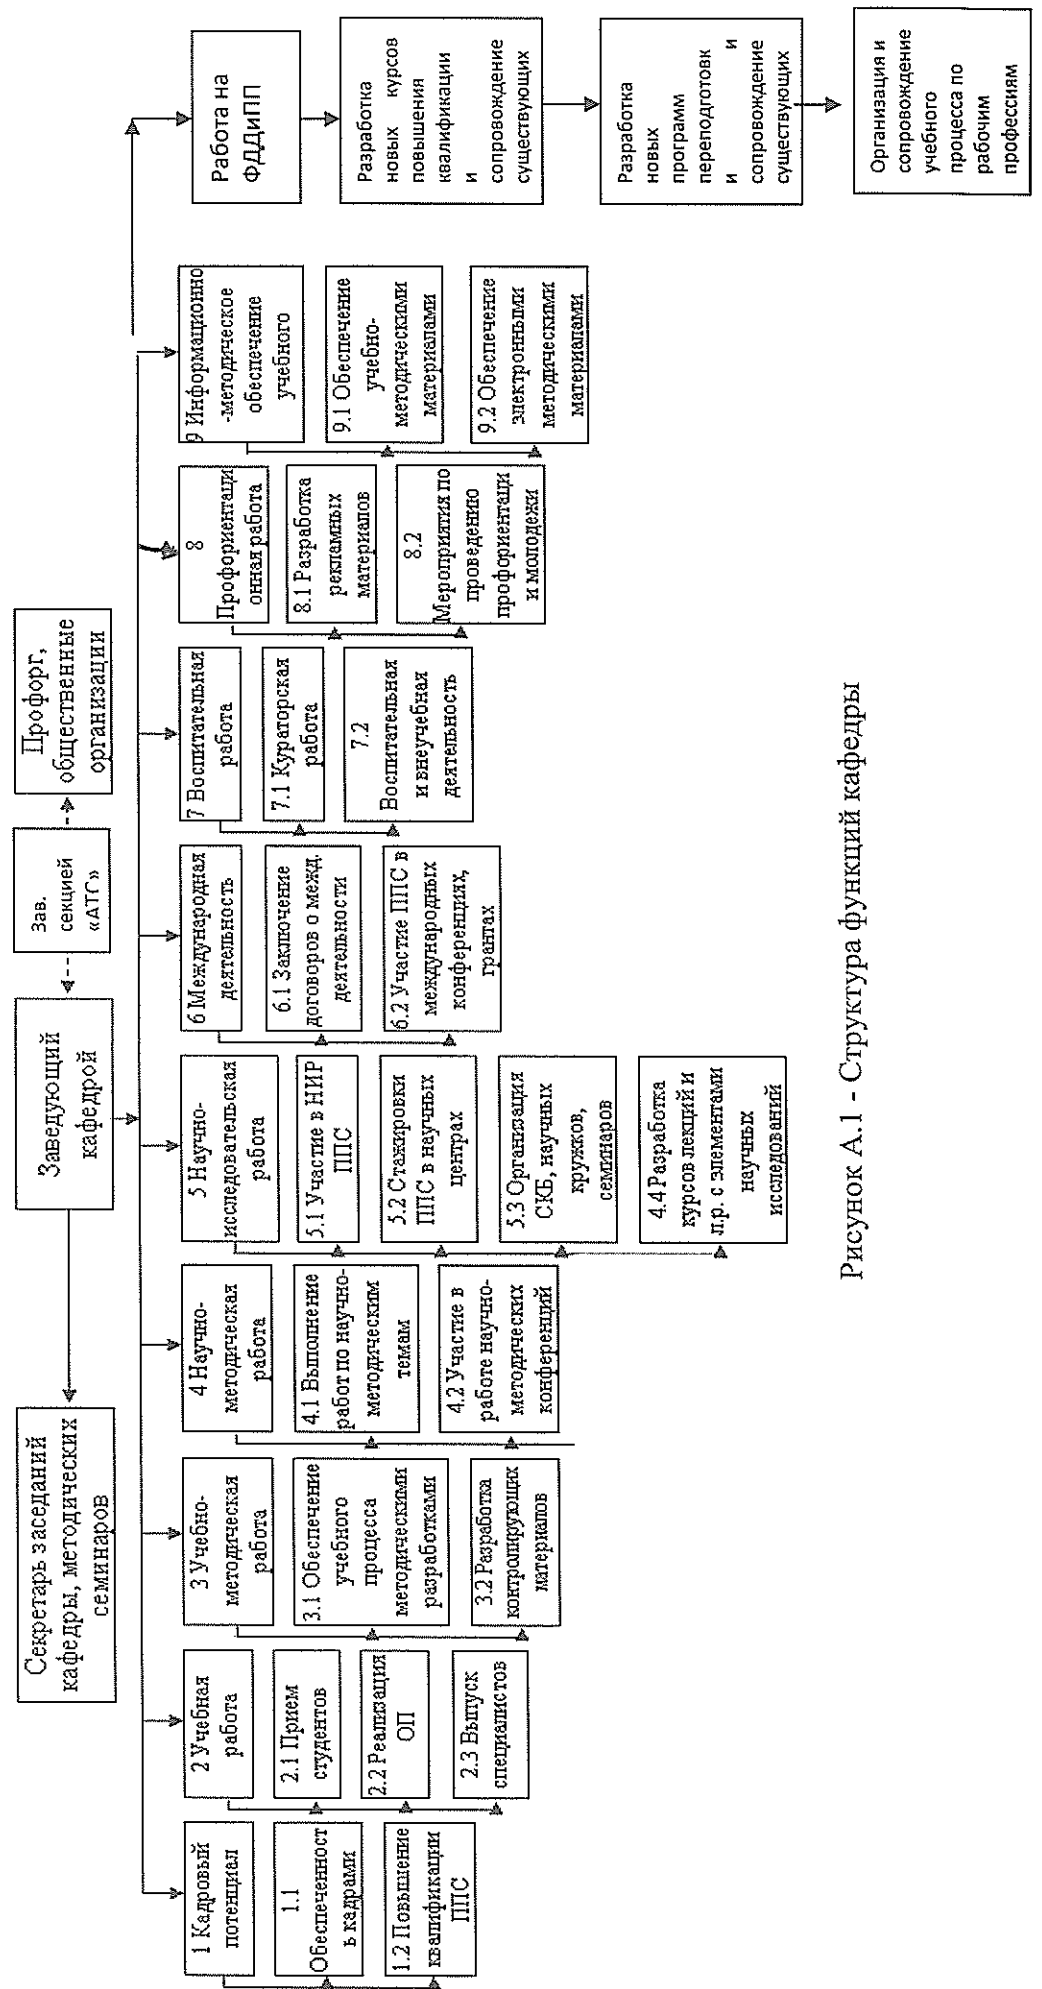 Секретарь заседаний
кафедры, методических
семинаров
Заведующий
кафедрой
Зав.
секцией
«АТС»
Профорг,
общественные
организации
1 Кадровый
потенциал
1.1
Обеспеченност
ь кадрами
1.2 Повышение
квалификации
ППС
2 Учебная
работа
2.1 Прием
студентов
2.2 Реализация
ОП
2.3 Выпуск
специалистов
3 Учебно-
методическая
работа
3.1 Обеспечение
учебного
процесса
методическими
разработками
3.2 Разработка
контролирующих
материалов
4 Научно-
методическая
работа
4.1 Выполнение
работ по научно-
методическим
темам
4.2 Участие в
работе научно-
методических
конференций
5 Научно-
исследовательская
работа
5.1 Участие в НИР
ППС
5.2 Стажировки
ППС в научных
центрах
5.3 Организация
СКБ, научных
кружков,
семинаров
4.4 Разработка
курсов лекций и
л.р. с элементами
научных
исследований
6 Международная
деятельность
6.1 Заключение
договоров о межд.
деятельности
6.2 Участие ППС в
международных
конференциях,
грантах
7 Воспитательная
работа
7.1 Кураторская
работа
7.2
Воспитательная
и внеучебная
деятельность
8
Профориентаци
онная работа
8.1 Разработка
рекламных
материалов
8.2
Мероприятия по
проведению
профориентаци
и молодежи
9 Информационно
-методическое
обеспечение
учебного
9.1 Обеспечение
учебно-
методическими
материалами
9.2 Обеспечение
электронными
методическими
материалами
Работа на
ФДДиПП
Разработка
новых курсов
повышения
квалификации
и
сопровождение
существующих
Разработка
новых
программ
переподготовк и
и сопровождение
существующих
Организация и
сопровождение
учебного
процесса по
рабочим
профессиям
Рисунок А.1 - Структура функций кафедры